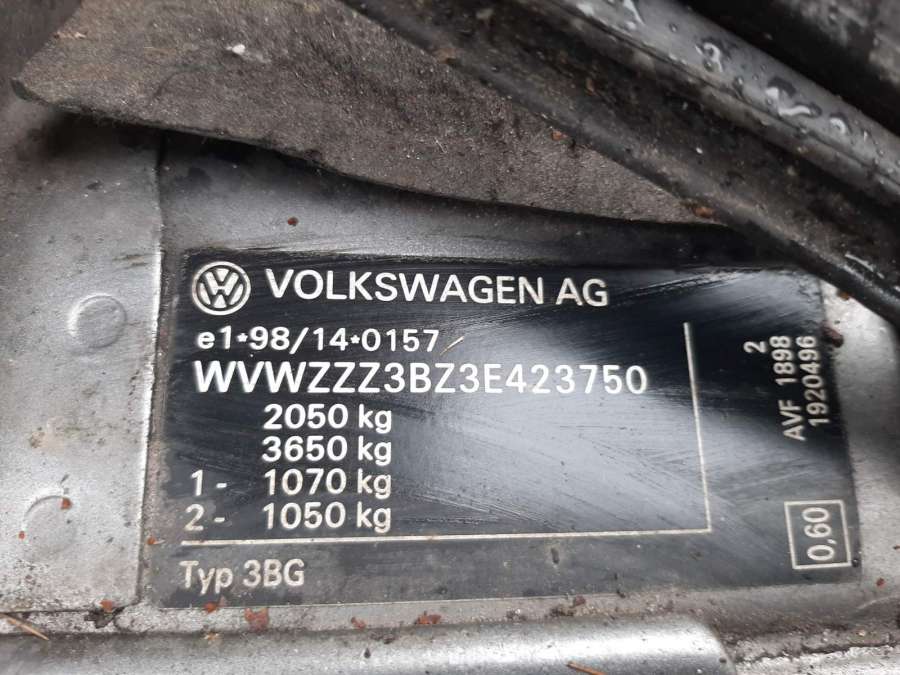 VOLKSWAGEN AG
e1*98/14*0157
WVWZZZ3BZ3E423750
2050 kg
3650 kg
1- 1070 kg
2- 1050 kg
Typ 3BG
2
AVF 1898
1920496
0,60